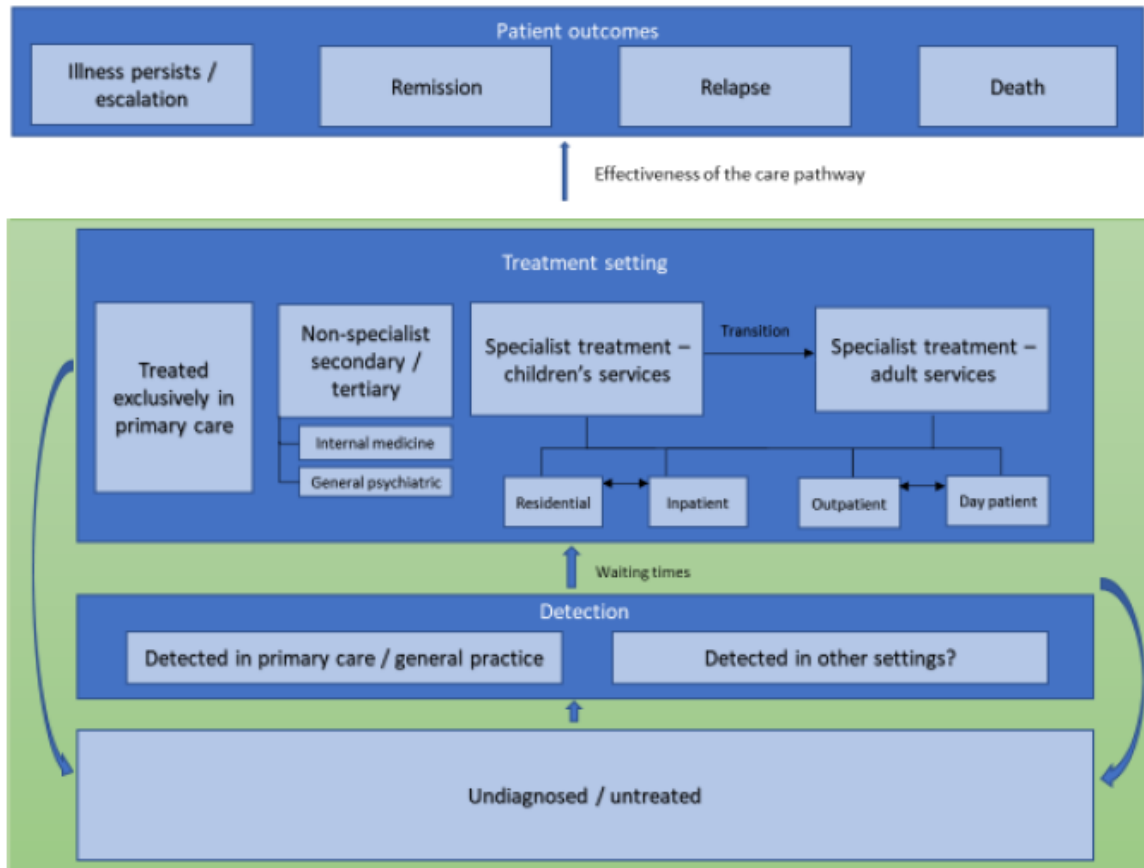 Patient outcomes
Illness persists /
escalation
Remission
Relapse
Death
Effectiveness of the care pathway
Treatment setting
Treated
exclusively in
primary care
Non-specialist
secondary /
tertiary
Internal medicine
General psychiatric
Specialist treatment –
children's services
Transition
Specialist treatment –
adult services
Residential
Inpatient
Outpatient
Day patient
Waiting times
Detection
Detected in primary care / general practice
Detected in other settings?
Undiagnosed / untreated